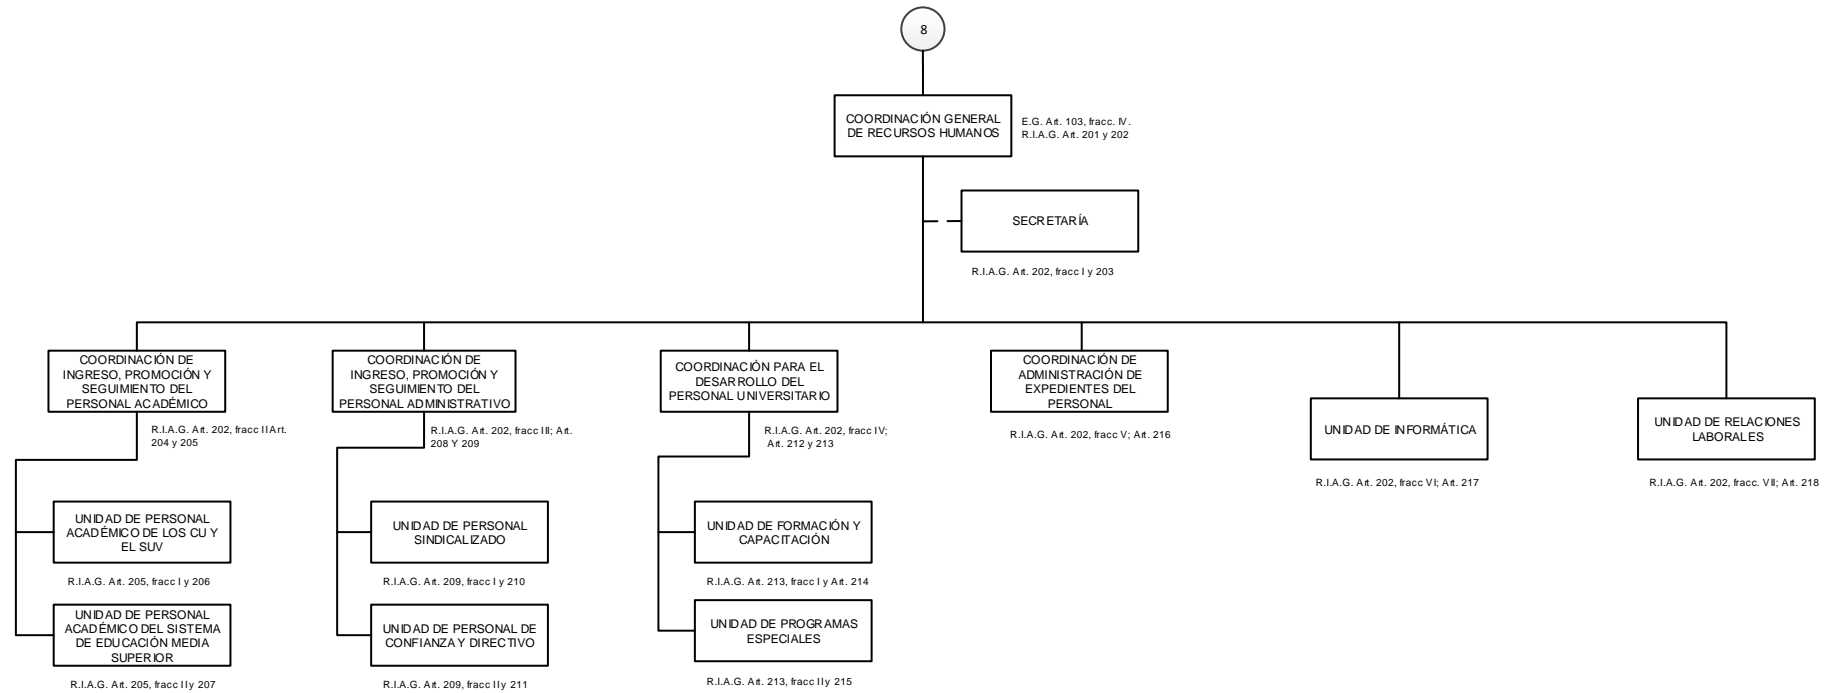 8
COORDINACIÓN GENERAL
DE RECURSOS HUMANOS
E.G. Art. 103, fracc. IV.
R.I.A.G. Art. 201 y 202
SECRETARÍA
R.I.A.G. Art. 202, fracc I y 203
COORDINACIÓN DE
INGRESO, PROMOCIÓN Y
SEGUIMIENTO DEL
PERSONAL ACADÉMICO
R.I.A.G. Art. 202, fracc II Art.
204 y 205
UNIDAD DE PERSONAL
ACADÉMICO DE LOS CU Y
EL SUV
R.I.A.G. Art. 205, fracc I y 206
UNIDAD DE PERSONAL
ACADÉMICO DEL SISTEMA
DE EDUCACIÓN MEDIA
SUPERIOR
R.I.A.G. Art. 205, fracc II y 207
COORDINACIÓN DE
INGRESO, PROMOCIÓN Y
SEGUIMIENTO DEL
PERSONAL ADMINISTRATIVO
R.I.A.G. Art. 202, fracc III; Art.
208 Y 209
UNIDAD DE PERSONAL
SINDICALIZADO
R.I.A.G. Art. 209, fracc I y 210
UNIDAD DE PERSONAL DE
CONFIANZA Y DIRECTIVO
R.I.A.G. Art. 209, fracc II y 211
COORDINACIÓN PARA EL
DESARROLLO DEL
PERSONAL UNIVERSITARIO
R.I.A.G. Art. 202, fracc IV;
Art. 212 y 213
UNIDAD DE FORMACIÓN Y
CAPACITACIÓN
R.I.A.G. Art. 213, fracc I y Art. 214
UNIDAD DE PROGRAMAS
ESPECIALES
R.I.A.G. Art. 213, fracc II y 215
COORDINACIÓN DE
ADMINISTRACIÓN DE
EXPEDIENTES DEL
PERSONAL
R.I.A.G. Art. 202, fracc V; Art. 216
UNIDAD DE INFORMÁTICA
R.I.A.G. Art. 202, fracc VI; Art. 217
UNIDAD DE RELACIONES
LABORALES
R.I.A.G. Art. 202, fracc. VII; Art. 218